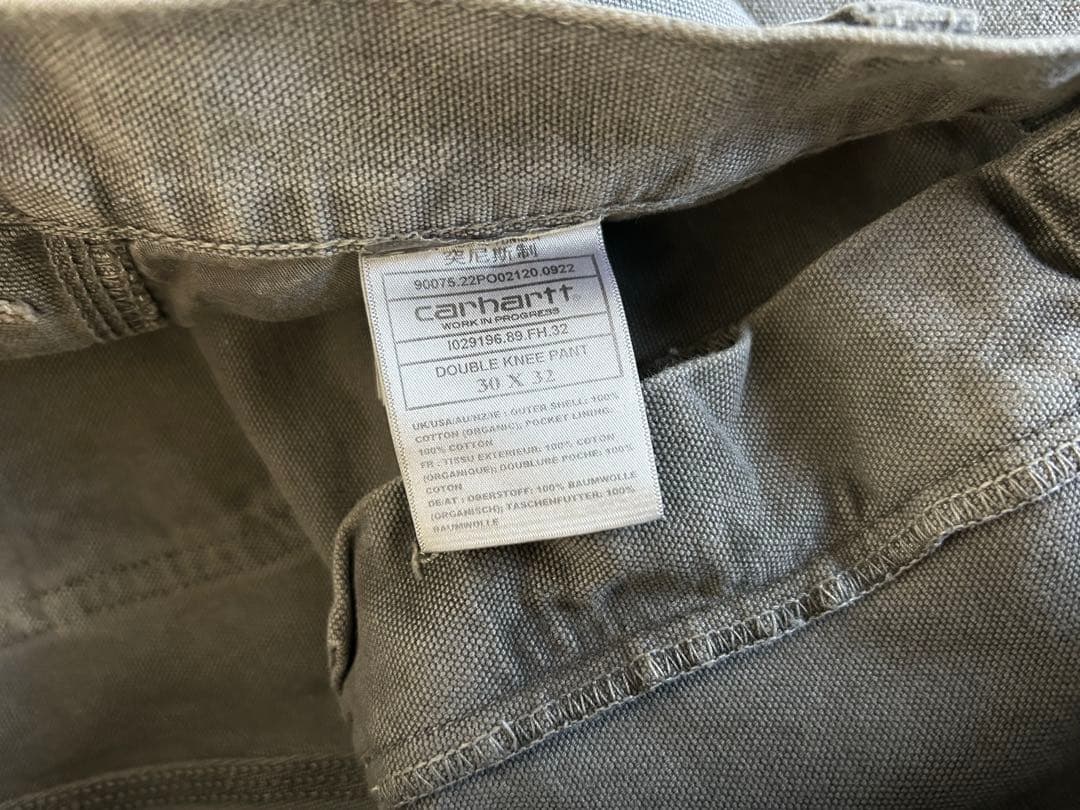 突尼斯制
90075.22PO02120.0922
carhartt®
WORK IN PROGRESS
I029196.89.FH.32
DOUBLE KNEE PANT
30 X 32
UK/USA/AU/NZ/IE : OUTER SHELL: 100%
COTTON (ORGANIC); POCKET LINING:
100% COTTON
FR : TISSU EXTERIEUR: 100% COTON
(ORGANIQUE); DOUBLURE POCHE: 100%
COTON
DE/AT : OBERSTOFF: 100% BAUMWOLLE
(ORGANISCH); TASCHENFUTTER: 100%
BAUMWOLLE